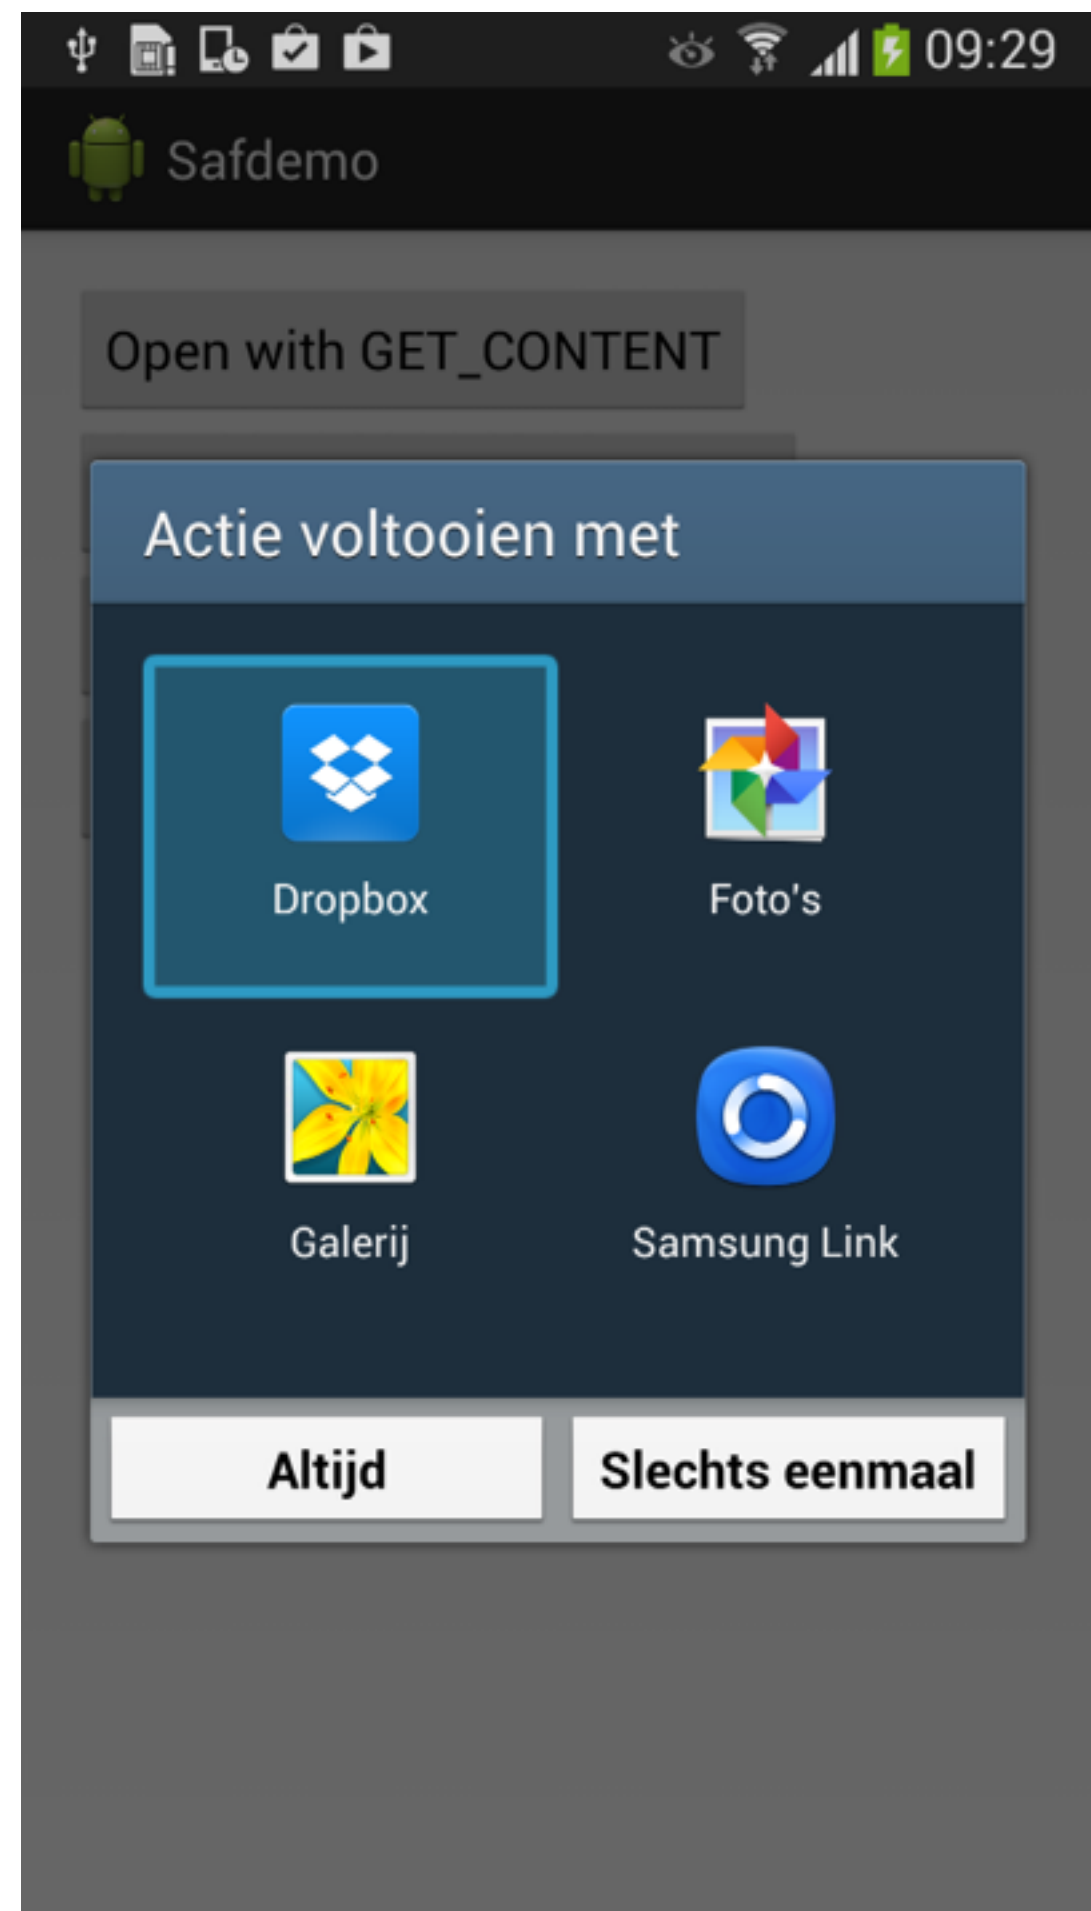 09:29
Safdemo
Open with GET_CONTENT
Actie voltooien met
Dropbox
Foto's
Galerij
Samsung Link
Altijd
Slechts eenmaal